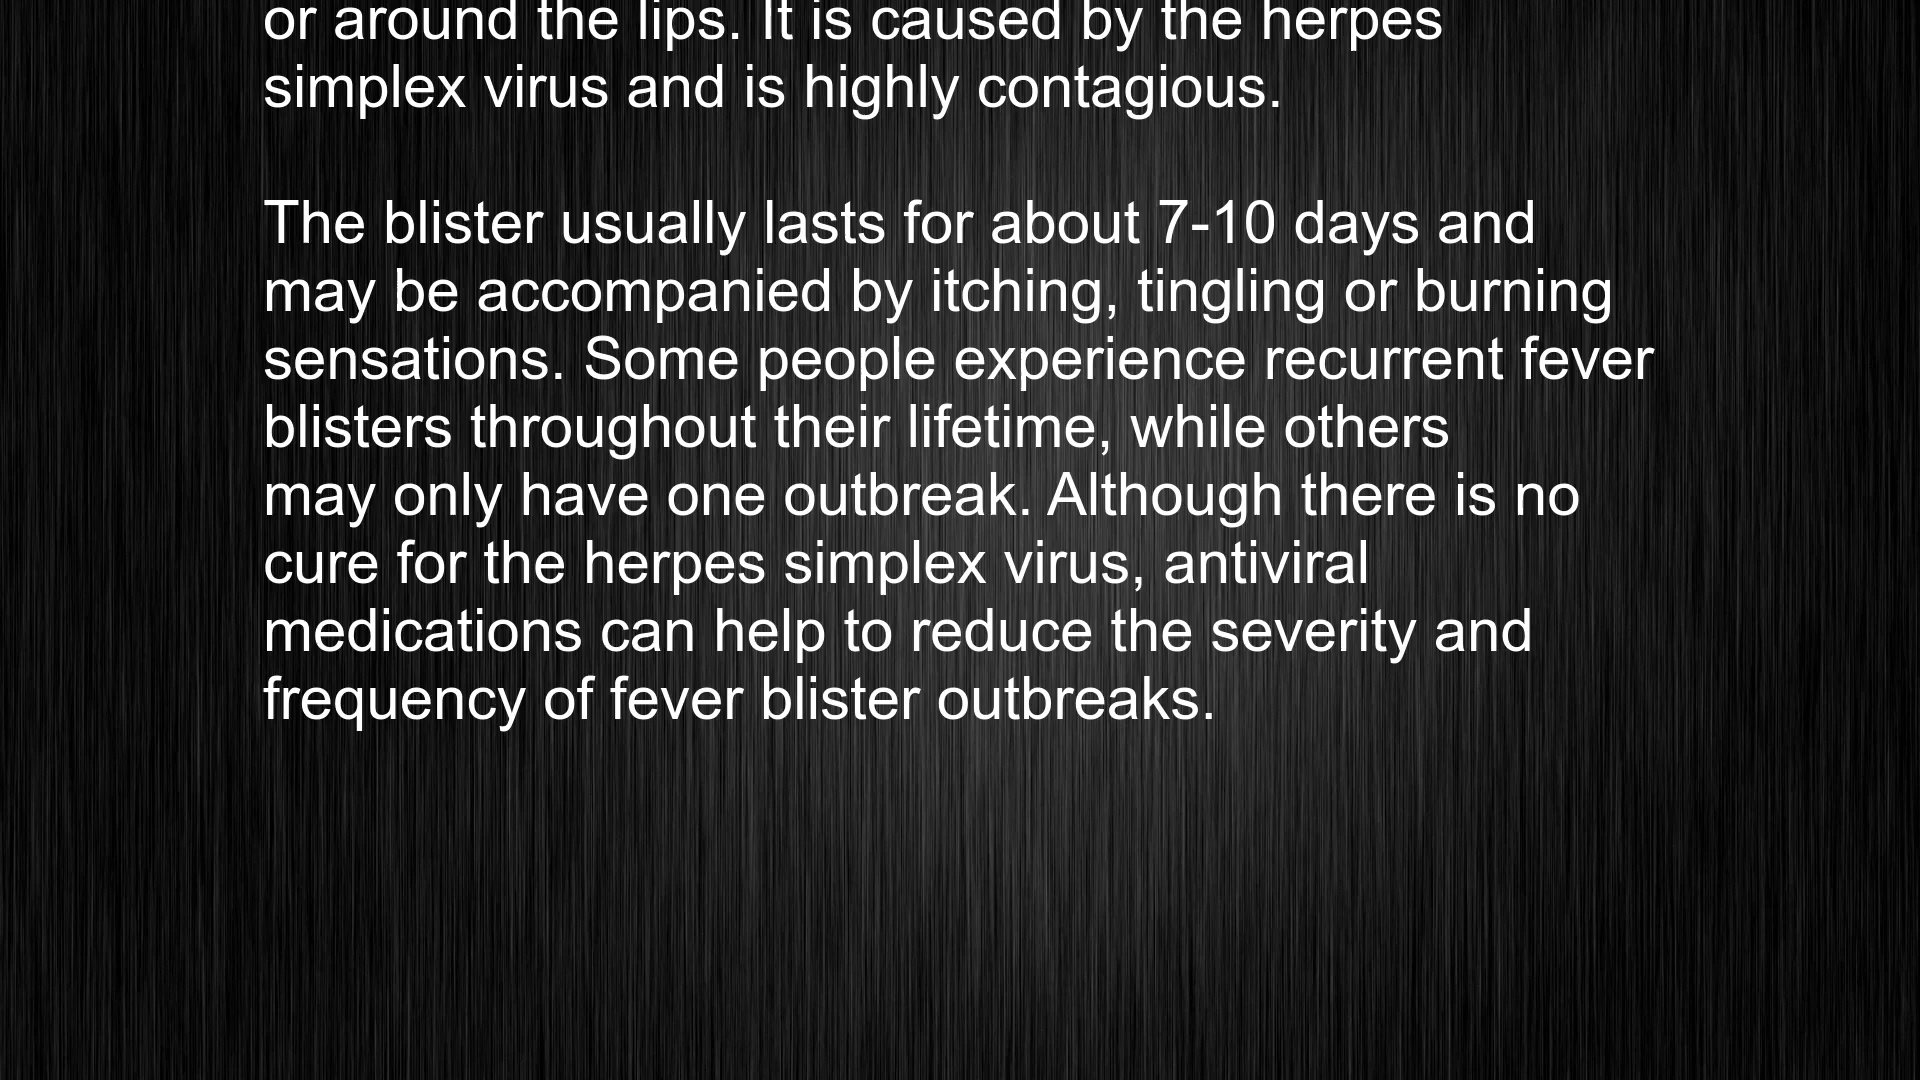 or around the lips. It is caused by the herpes
simplex virus and is highly contagious.
The blister usually lasts for about 7-10 days and
may be accompanied by itching, tingling or burning
sensations. Some people experience recurrent fever
blisters throughout their lifetime, while others
may only have one outbreak. Although there is no
cure for the herpes simplex virus, antiviral
medications can help to reduce the severity and
frequency of fever blister outbreaks.